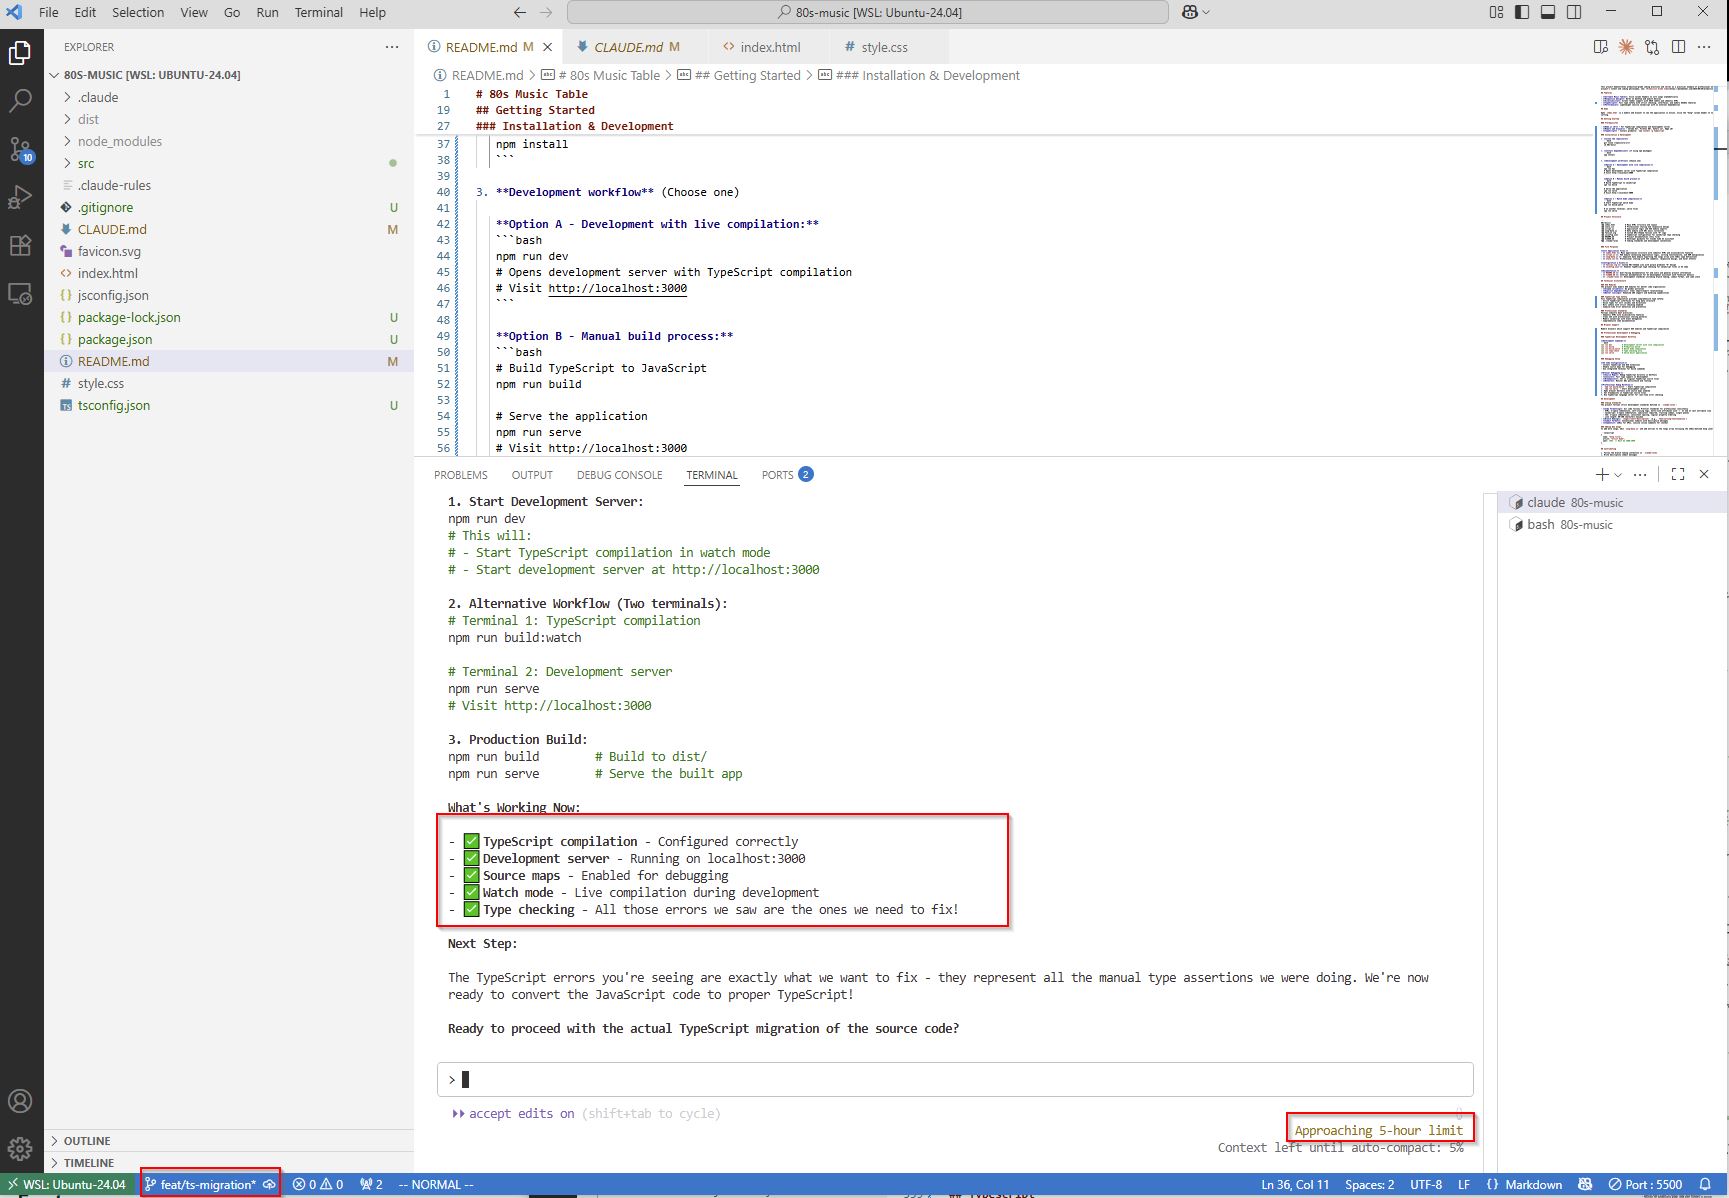 File Edit Selection View Go Run Terminal Help
80s-music [WSL: Ubuntu-24.04]
EXPLORER
80S-MUSIC [WSL: UBUNTU-24.04]
.claude
dist
node_modules
src
.claude-rules
.gitignore U
CLAUDE.md M
favicon.svg
index.html
jsconfig.json
package-lock.json U
package.json U
README.md M
style.css
tsconfig.json U
OUTLINE
TIMELINE
10
README.md M CLAUDE.md M index.html style.css
README.md > # 80s Music Table > ## Getting Started > ### Installation & Development
1 # 80s Music Table
19 ## Getting Started
27 ### Installation & Development
37 npm install
38 ```
39
40 3. **Development workflow** (Choose one)
41
42 **Option A - Development with live compilation:**
43 ```bash
44 npm run dev
45 # Opens development server with TypeScript compilation
46 # Visit http://localhost:3000
47 ```
48
49 **Option B - Manual build process:**
50 ```bash
51 # Build TypeScript to JavaScript
52 npm run build
53
54 # Serve the application
55 npm run serve
56 # Visit http://localhost:3000
PROBLEMS OUTPUT DEBUG CONSOLE TERMINAL PORTS 2
1. Start Development Server:
npm run dev
# This will:
# - Start TypeScript compilation in watch mode
# - Start development server at http://localhost:3000
2. Alternative Workflow (Two terminals):
# Terminal 1: TypeScript compilation
npm run build:watch
# Terminal 2: Development server
npm run serve
# Visit http://localhost:3000
3. Production Build:
npm run build # Build to dist/
npm run serve # Serve the built app
What's Working Now:
- ✅ TypeScript compilation - Configured correctly
- ✅ Development server - Running on localhost:3000
- ✅ Source maps - Enabled for debugging
- ✅ Watch mode - Live compilation during development
- ✅ Type checking - All those errors we saw are the ones we need to fix!
Next Step:
The TypeScript errors you're seeing are exactly what we want to fix - they represent all the manual type assertions we were doing. We're now
ready to convert the JavaScript code to proper TypeScript!
Ready to proceed with the actual TypeScript migration of the source code?
>
accept edits on (shift+tab to cycle)
Approaching 5-hour limit
Context left until auto-compact: 5%
claude 80s-music
bash 80s-music
WSL: Ubuntu-24.04 feat/ts-migration* 0 0 2 -- NORMAL -- Ln 36, Col 11 Spaces: 2 UTF-8 LF {} Markdown Port : 5500